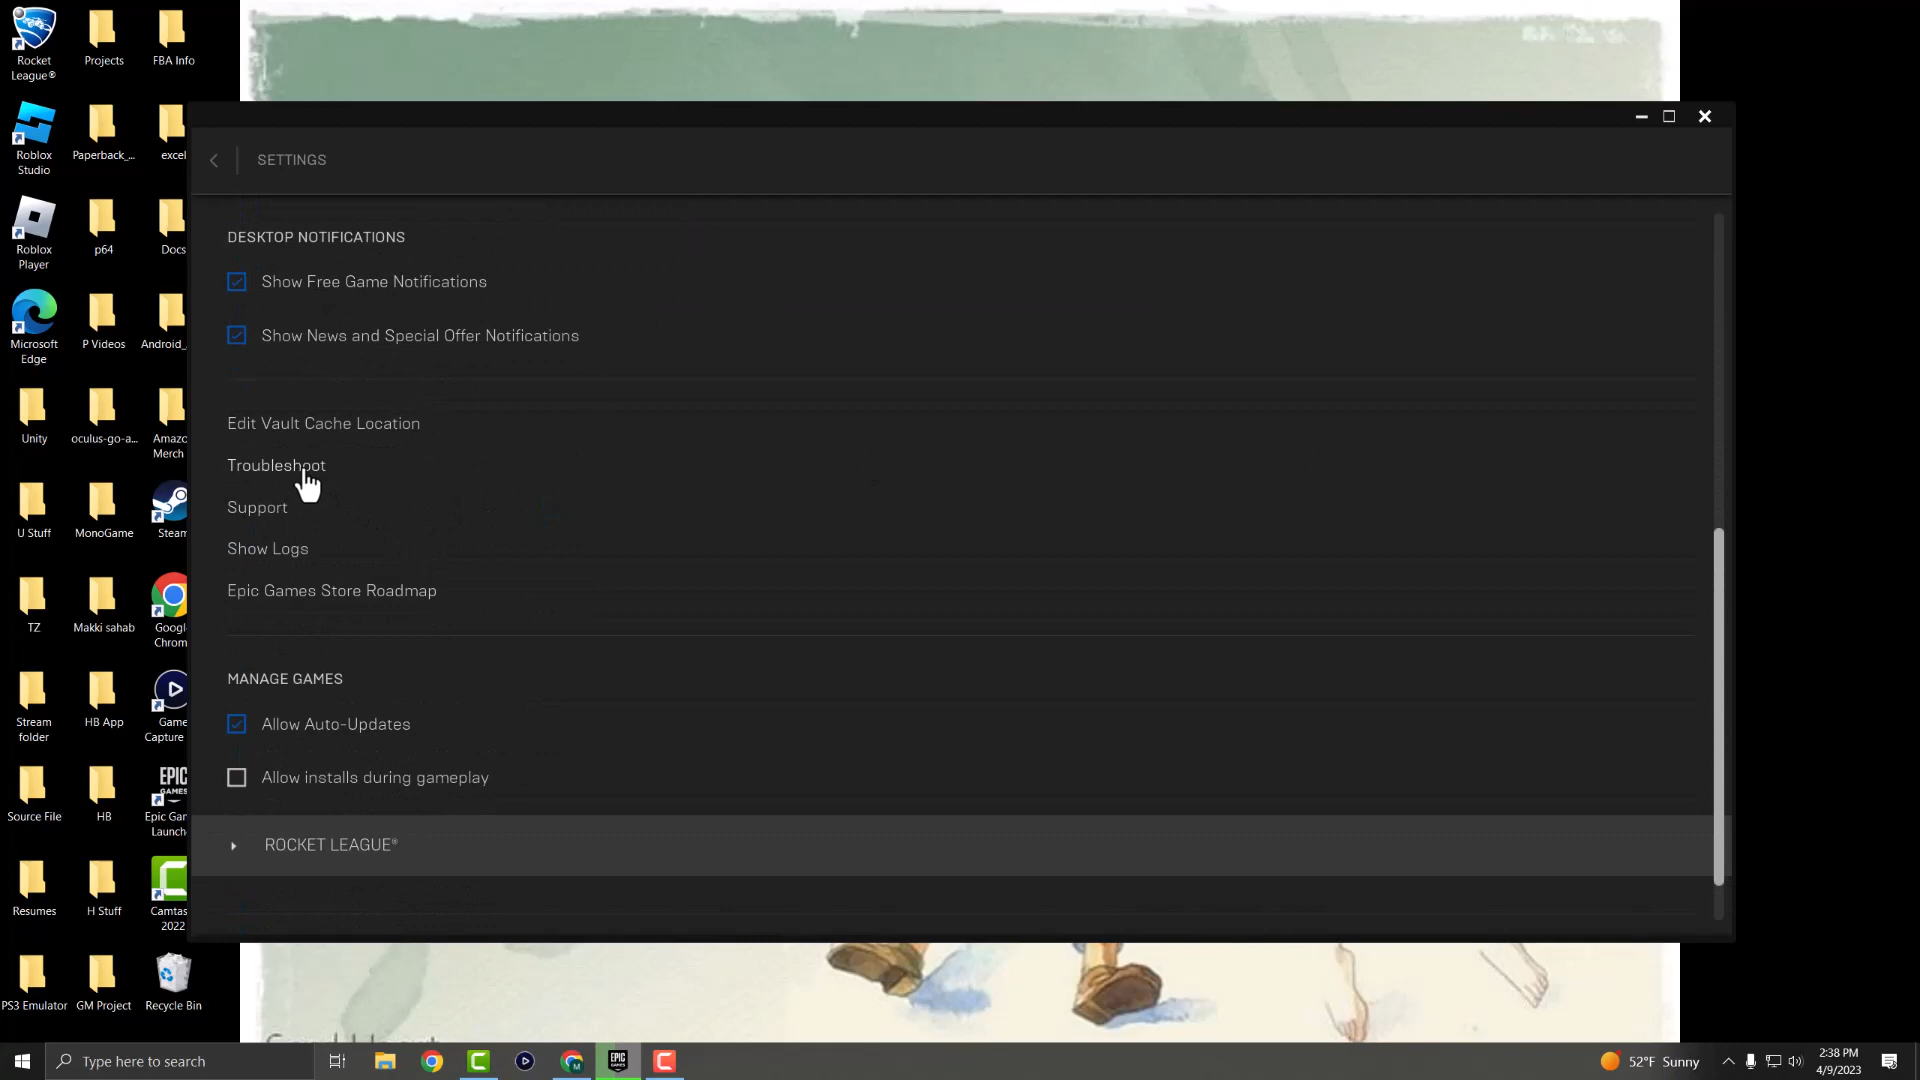 Rocket
League®
Projects
FBA Info
Roblox
Studio
Paperback_...
excel
Roblox
Player
p64
Docs
Microsoft
Edge
P Videos
Android_
Unity
oculus-go-a...
Amazo
Merch
U Stuff
MonoGame
Steam
TZ
Makki sahab
Googl
Chrom
Stream
folder
HB App
Game
Capture
Source File
HB
EPIC
GAMES
Epic Gam
Launch
Resumes
H Stuff
Camtas
2022
PS3 Emulator
GM Project
Recycle Bin
SETTINGS
DESKTOP NOTIFICATIONS
Show Free Game Notifications
Show News and Special Offer Notifications
Edit Vault Cache Location
Troubleshoot
Support
Show Logs
Epic Games Store Roadmap
MANAGE GAMES
Allow Auto-Updates
Allow installs during gameplay
ROCKET LEAGUE®
Type here to search
EPIC
GAMES
52°F Sunny
2:38 PM
4/9/2023